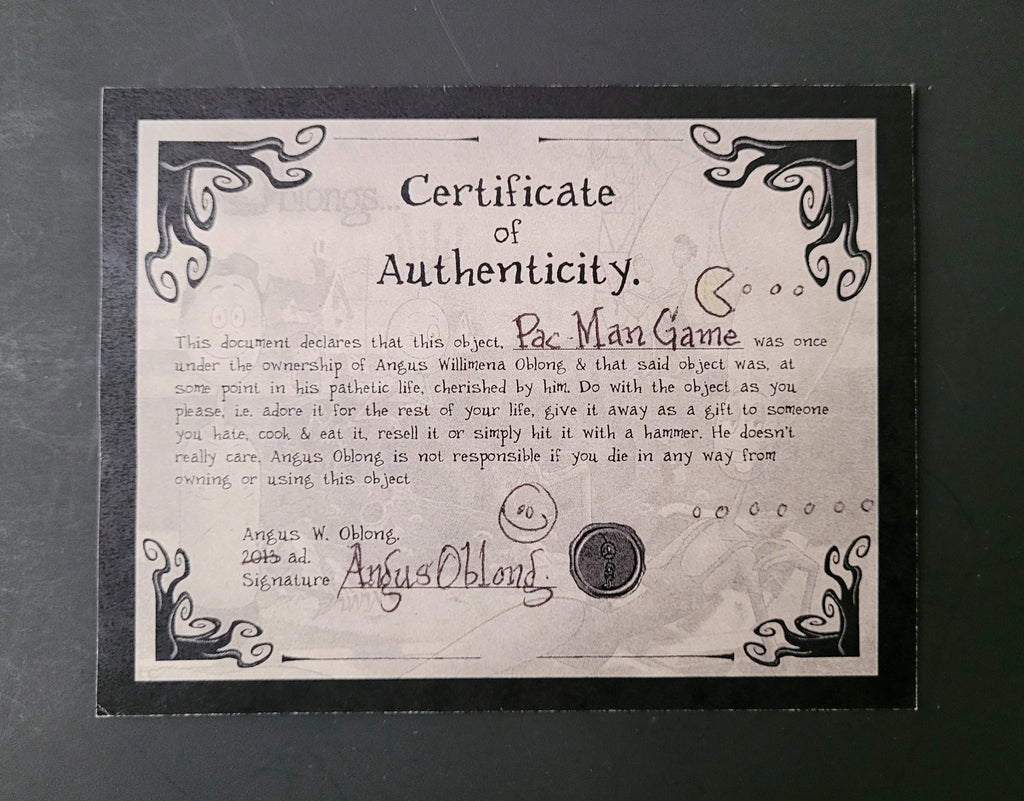 Certificate
of
Authenticity.
This document declares that this object, Pac-Man Game was once
under the ownership of Angus Willimena Oblong & that said object was, at
some point in his pathetic life, cherished by him. Do with the object as you
please, i.e. adore it for the rest of your life, give it away as a gift to someone
you hate, cook & eat it, resell it or simply hit it with a hammer. He doesn't
really care. Angus Oblong is not responsible if you die in any way from
owning or using this object
Angus W. Oblong.
2013 ad.
Signature Angus Oblong.